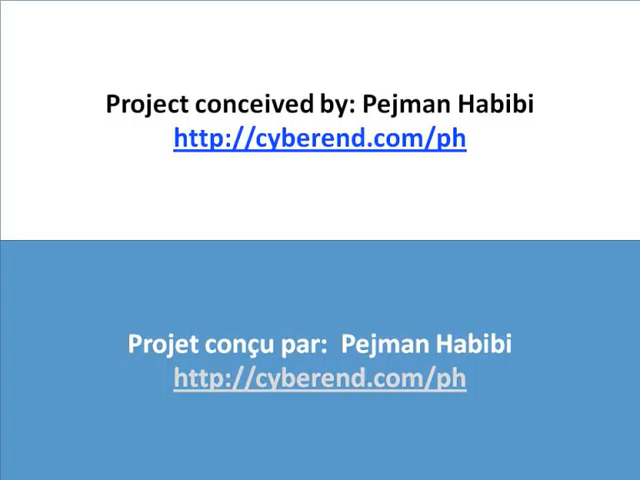 Project conceived by: Pejman Habibi
http://cyberend.com/ph
Projet conçu par:  Pejman Habibi
http://cyberend.com/ph